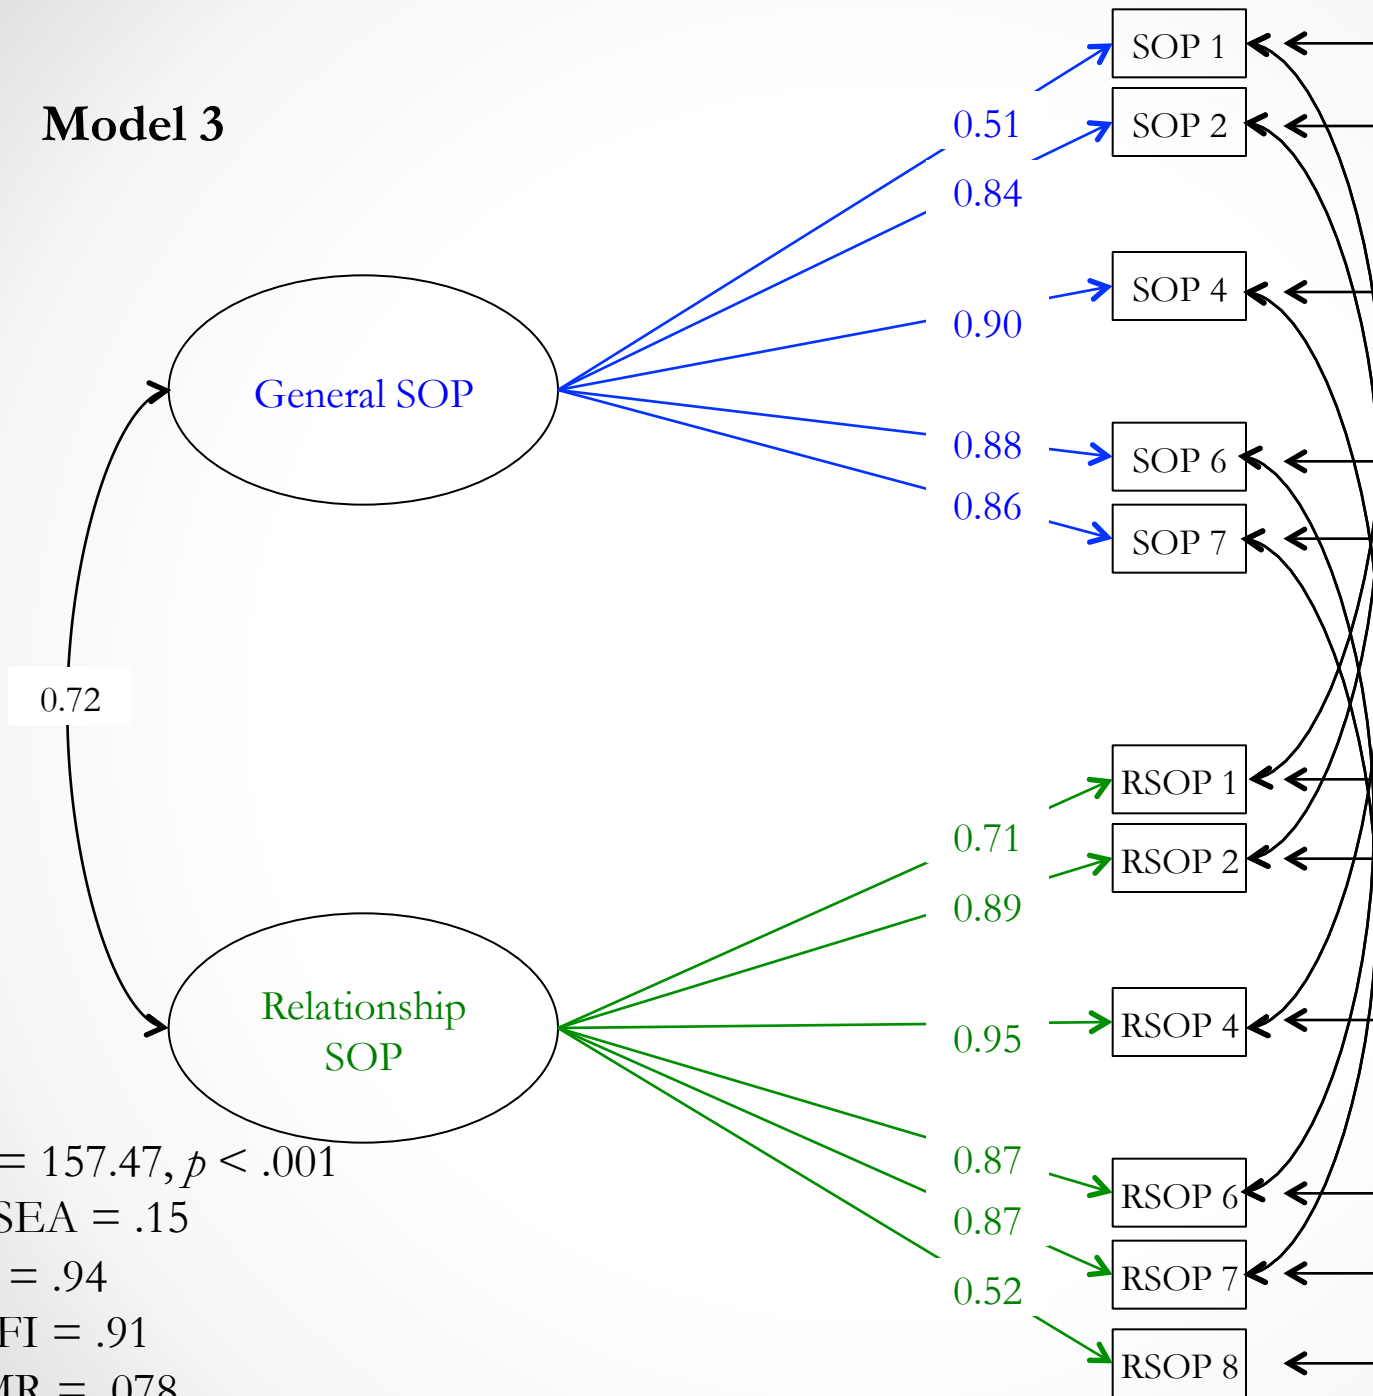 Model 3
SOP 1
SOP 2
SOP 4
SOP 6
SOP 7
0.51
0.84
0.90
0.88
0.86
General SOP
0.72
RSOP 1
RSOP 2
RSOP 4
RSOP 6
RSOP 7
RSOP 8
0.71
0.89
0.95
0.87
0.87
0.52
Relationship
SOP
= 157.47, p < .001
SEA = .15
= .94
FI = .91
MR = .078